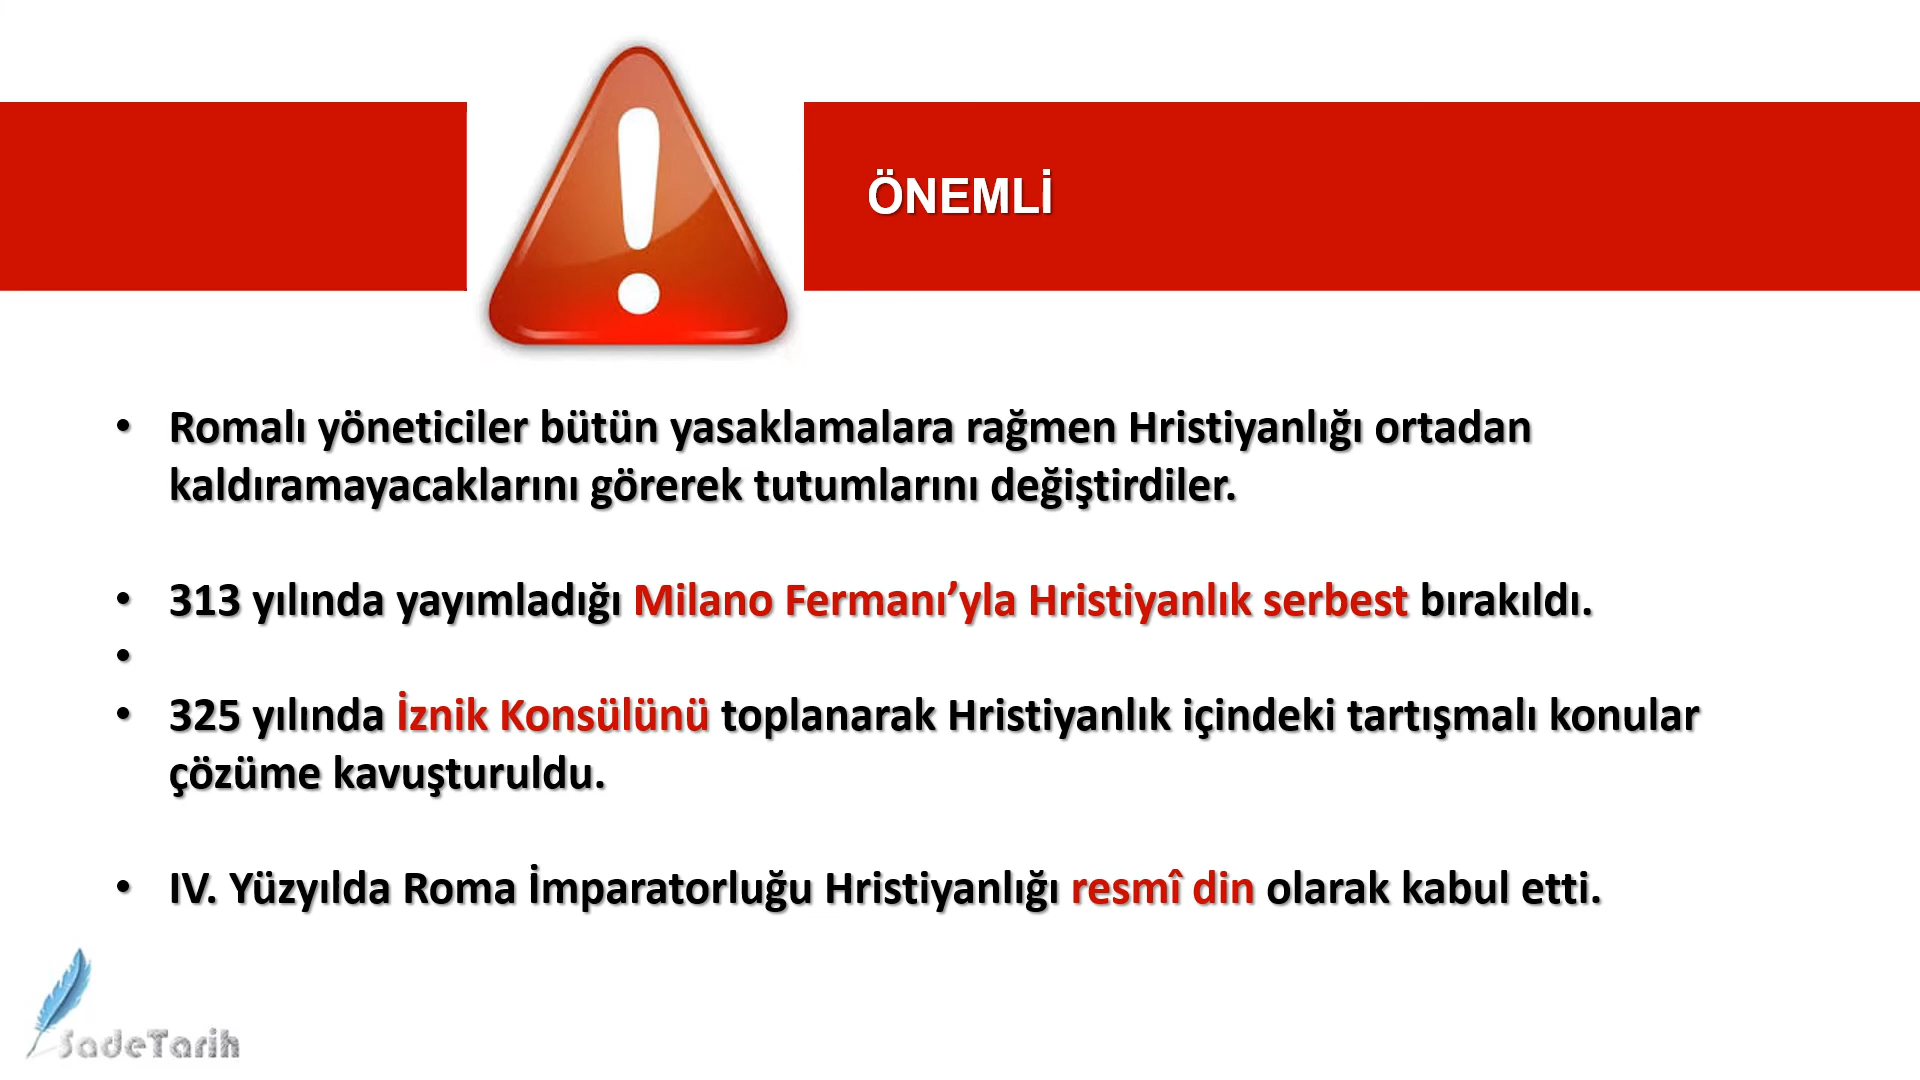 ÖNEMLİ
• Romalı yöneticiler bütün yasaklamalara rağmen Hristiyanlığı ortadan
kaldıramayacaklarını görerek tutumlarını değiştirdiler.
• 313 yılında yayımladığı Milano Fermanı’yla Hristiyanlık serbest bırakıldı.
•
• 325 yılında İznik Konsülünü toplanarak Hristiyanlık içindeki tartışmalı konular
çözüme kavuşturuldu.
• IV. Yüzyılda Roma İmparatorluğu Hristiyanlığı resmî din olarak kabul etti.
SadeTarih